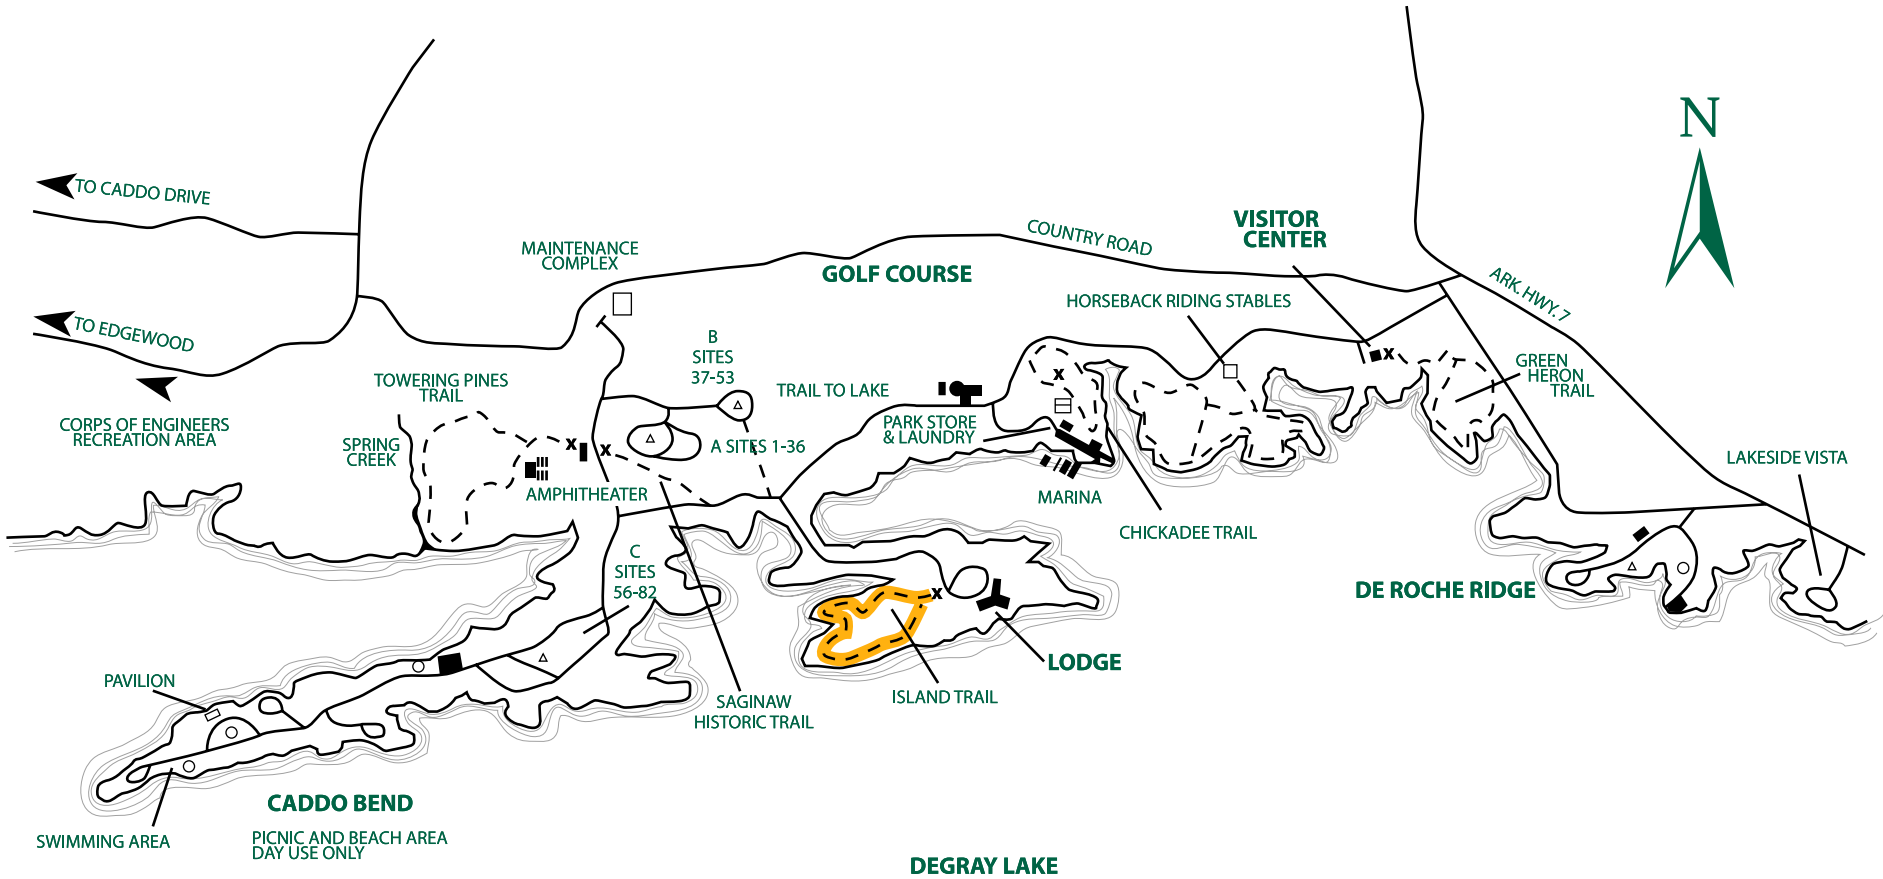 N
TO CADDO DRIVE
VISITOR
CENTER
COUNTRY ROAD
MAINTENANCE
COMPLEX
GOLF COURSE
ARK. HWY. 7
HORSEBACK RIDING STABLES
TO EDGEWOOD
B
SITES
37-53
GREEN
HERON
TRAIL
TOWERING PINES
TRAIL
TRAIL TO LAKE
CORPS OF ENGINEERS
RECREATION AREA
SPRING
CREEK
PARK STORE
& LAUNDRY
A SITES 1-36
LAKESIDE VISTA
AMPHITHEATER
MARINA
CHICKADEE TRAIL
C
SITES
56-82
DE ROCHE RIDGE
LODGE
PAVILION
ISLAND TRAIL
SAGINAW
HISTORIC TRAIL
CADDO BEND
SWIMMING AREA
PICNIC AND BEACH AREA
DAY USE ONLY
DEGRAY LAKE
X
X
X
X
X